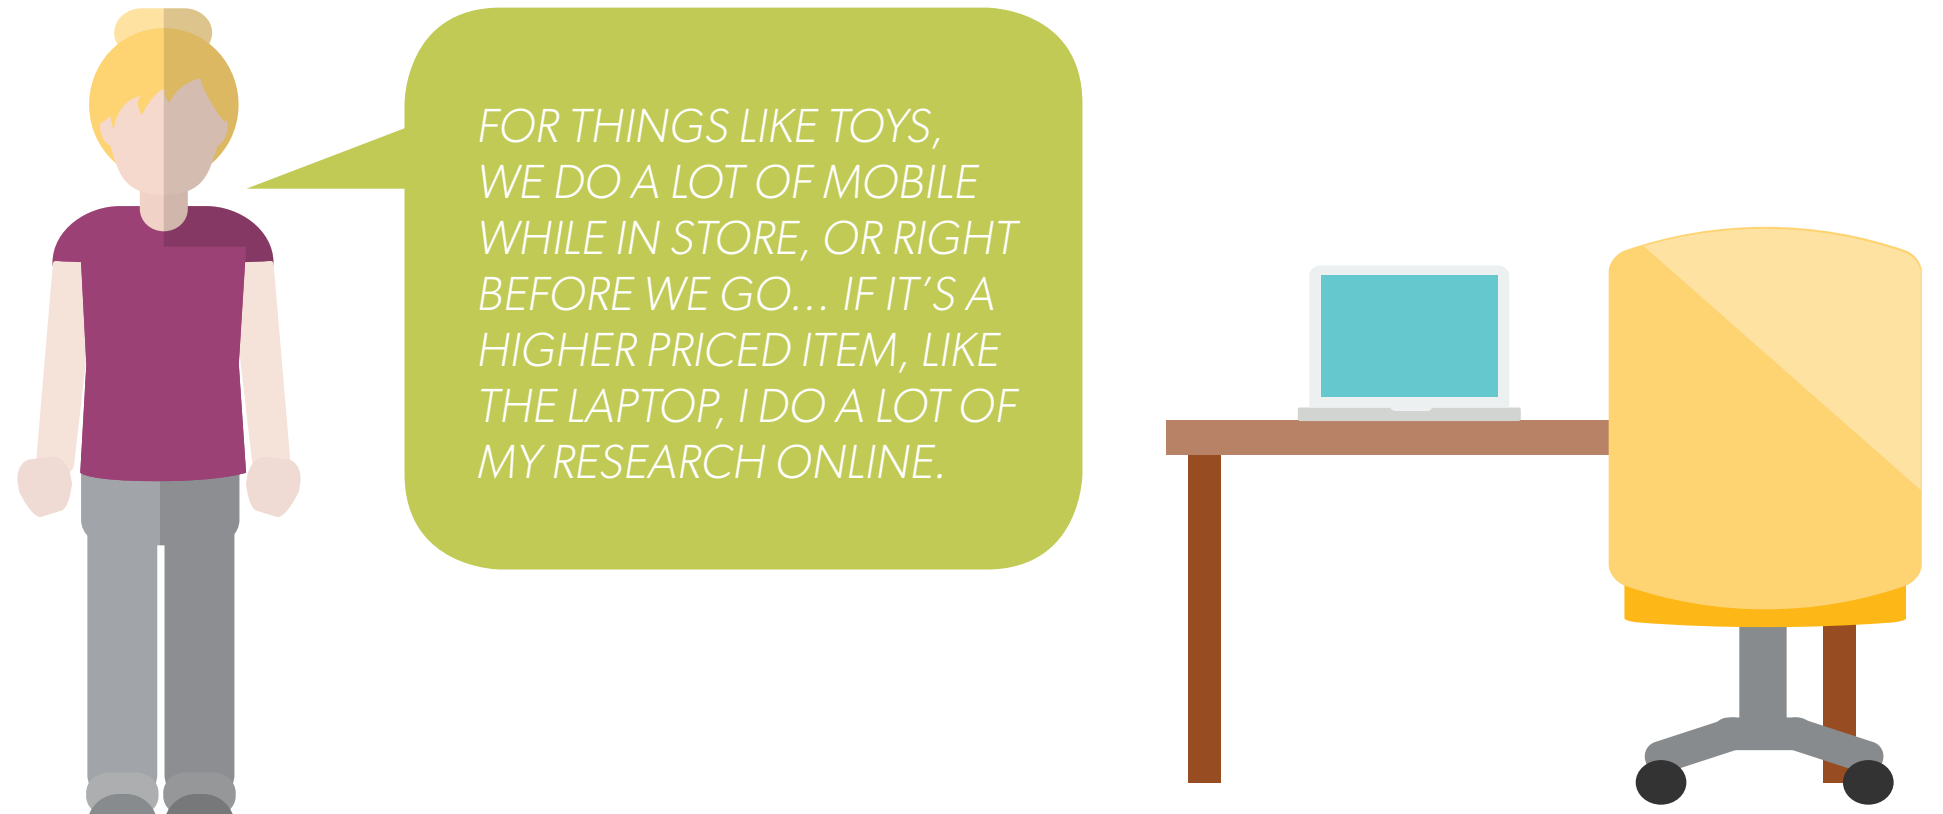 FOR THINGS LIKE TOYS,
WE DO A LOT OF MOBILE
WHILE IN STORE, OR RIGHT
BEFORE WE GO... IF IT'S A
HIGHER PRICED ITEM, LIKE
THE LAPTOP, I DO A LOT OF
MY RESEARCH ONLINE.